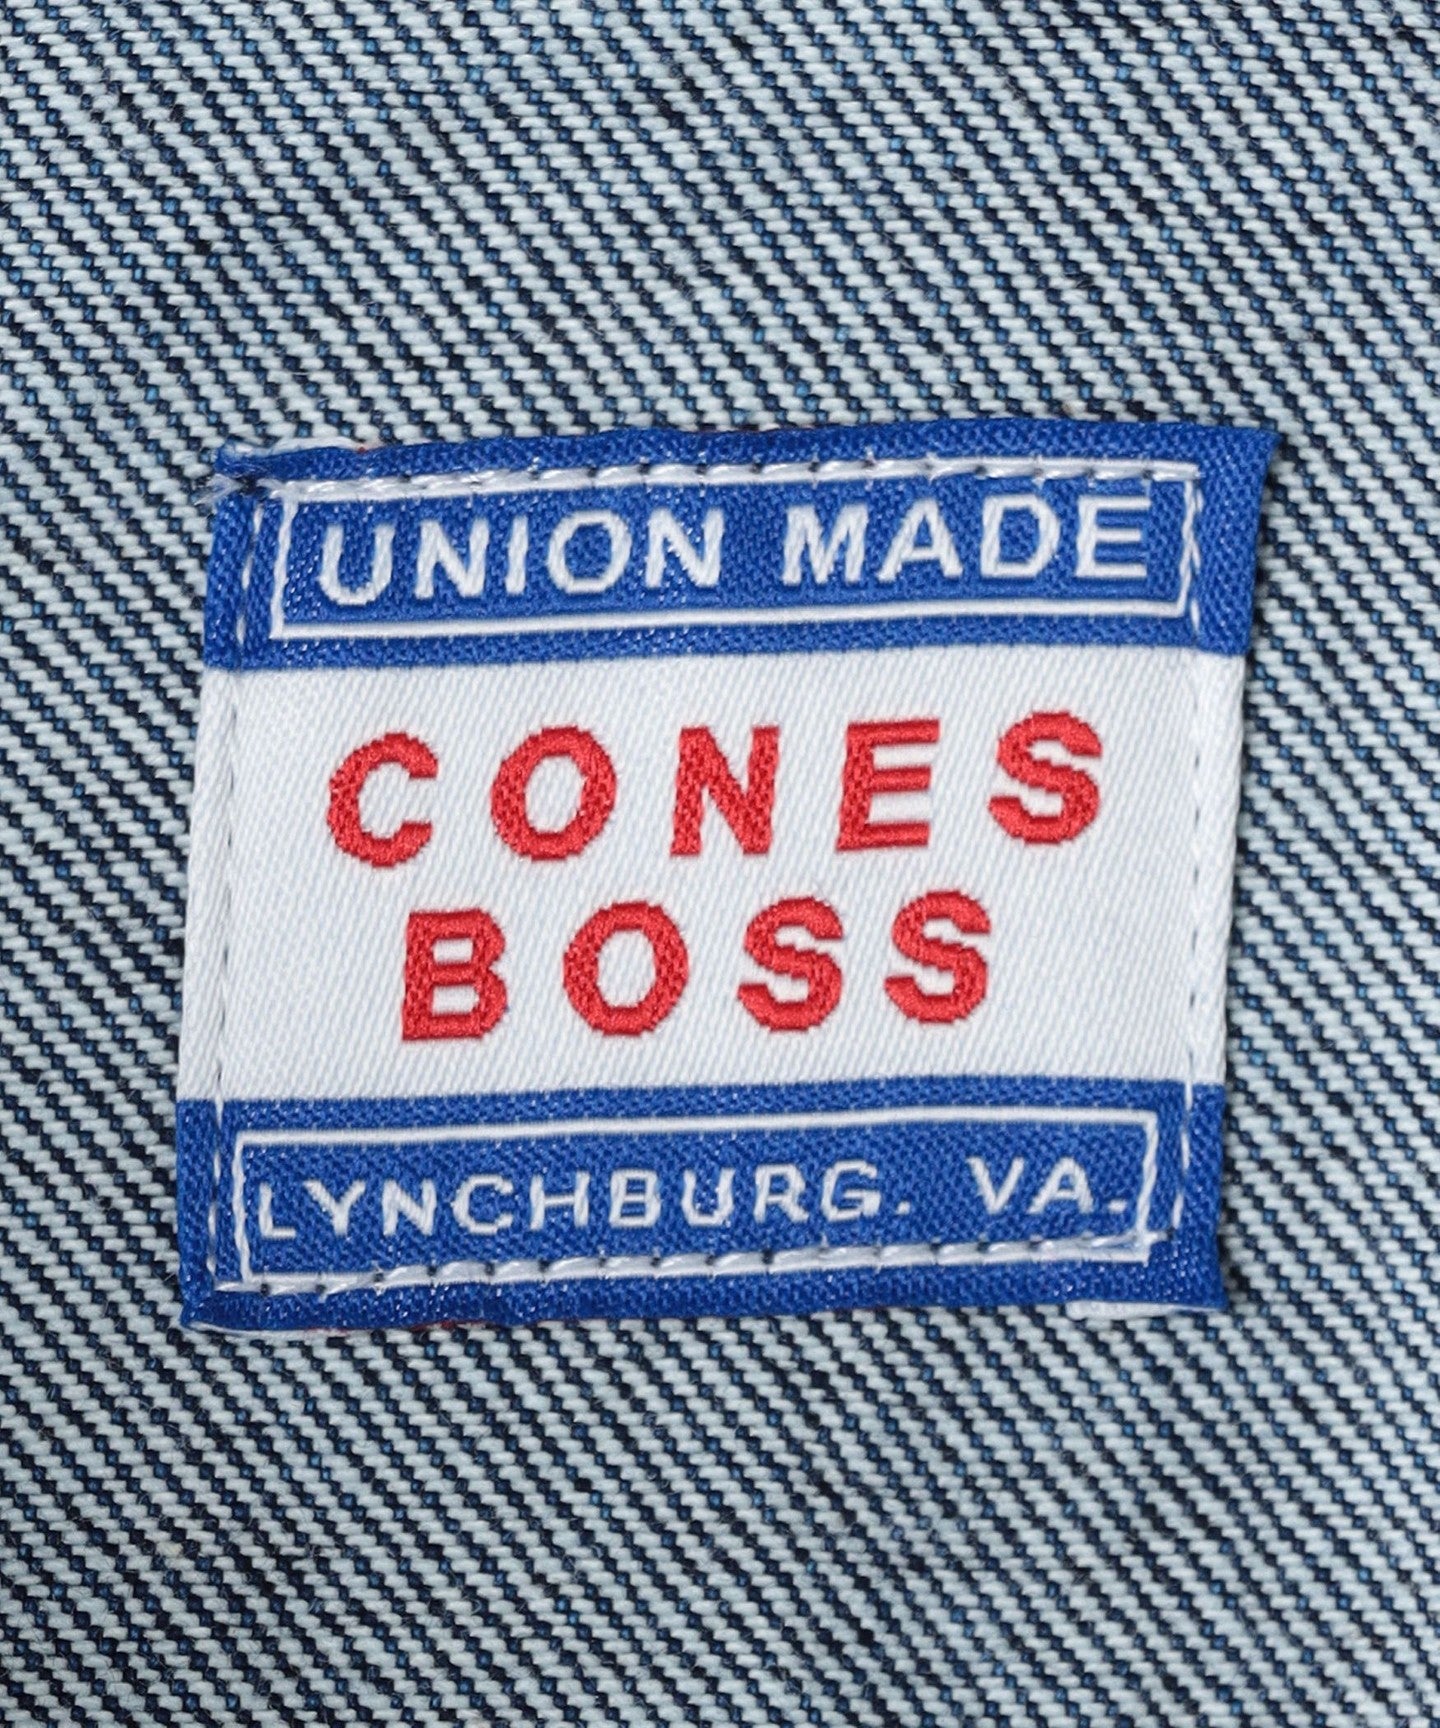 UNION MADE
CONES
BOSS
LYNCHBURG. VA.